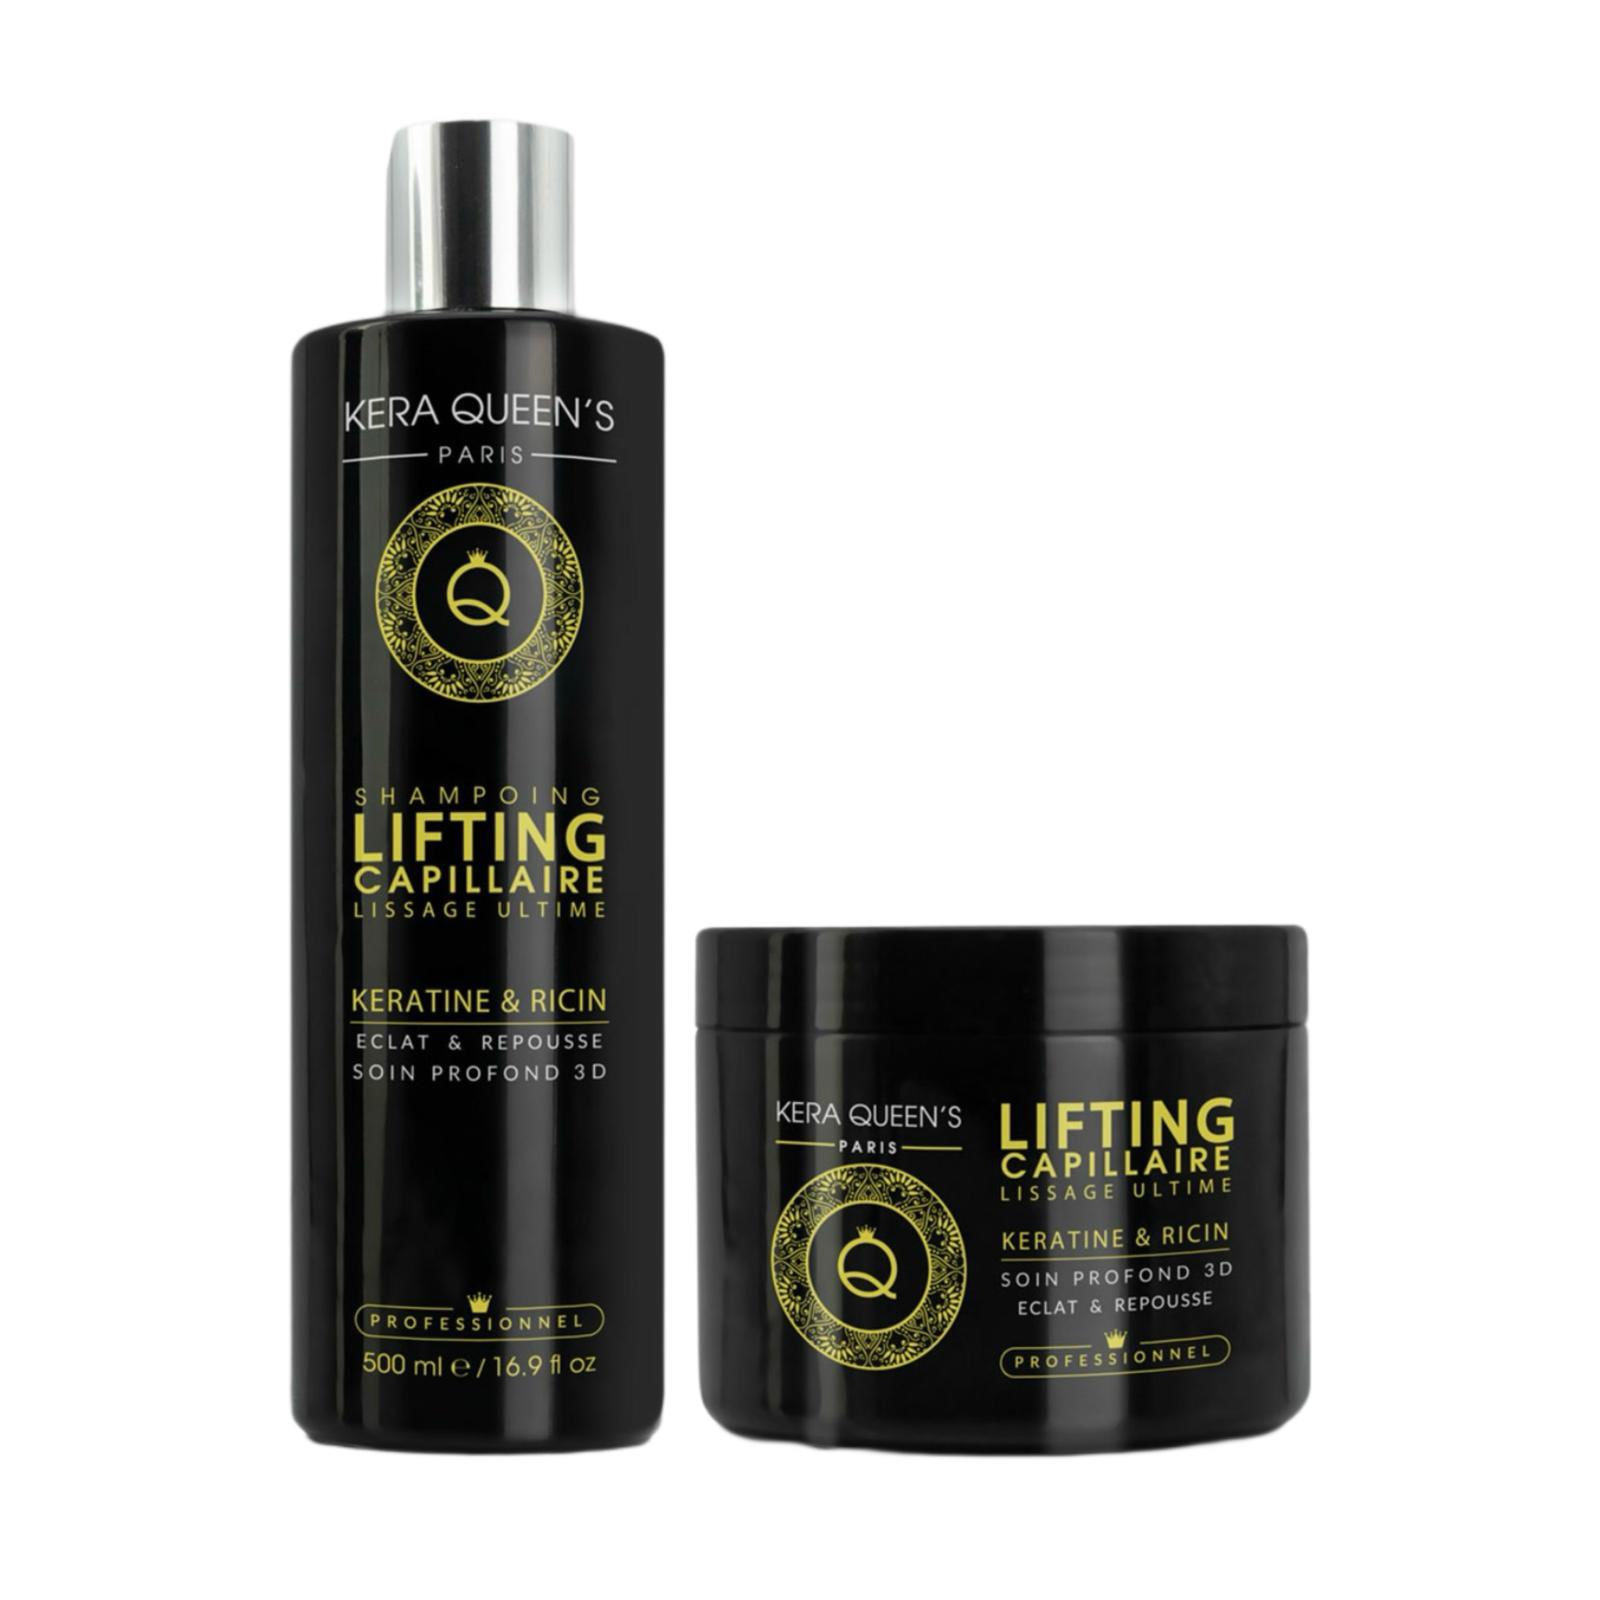 KERA QUEEN'S
PARIS
Q
SHAMPOING
LIFTING
CAPILLAIRE
LISSAGE ULTIME
KERATINE & RICIN
ECLAT & REPOUSSE
SOIN PROFOND 3D
PROFESSIONNEL
500 ml e / 16.9 fl oz
KERA QUEEN'S
PARIS
Q
LIFTING
CAPILLAIRE
LISSAGE ULTIME
KERATINE & RICIN
SOIN PROFOND 3D
ECLAT & REPOUSSE
PROFESSIONNEL